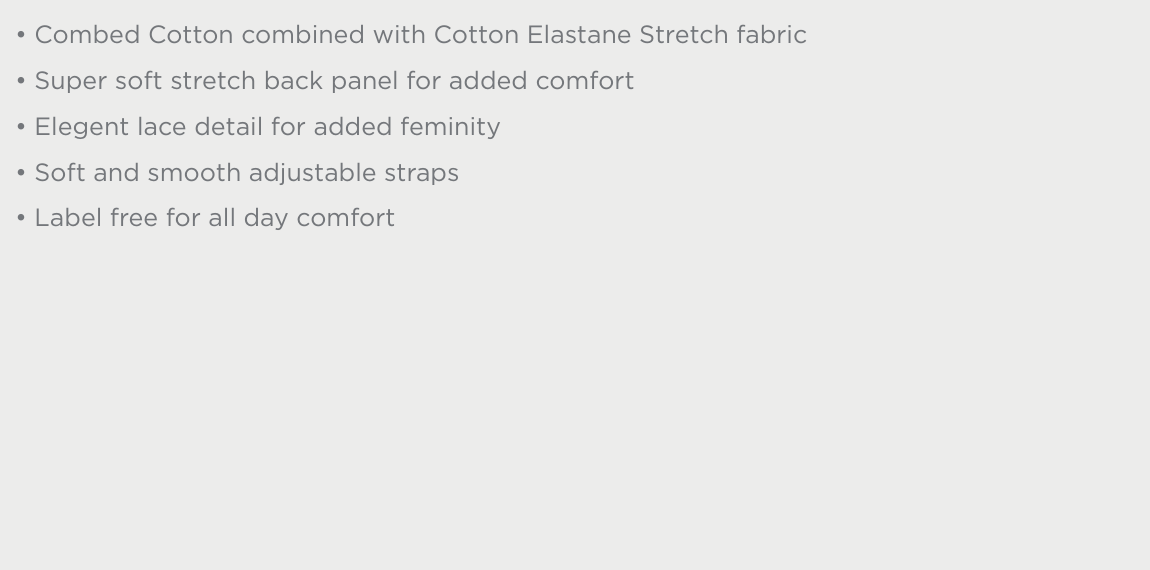 • Combed Cotton combined with Cotton Elastane Stretch fabric
• Super soft stretch back panel for added comfort
• Elegent lace detail for added feminity
• Soft and smooth adjustable straps
• Label free for all day comfort